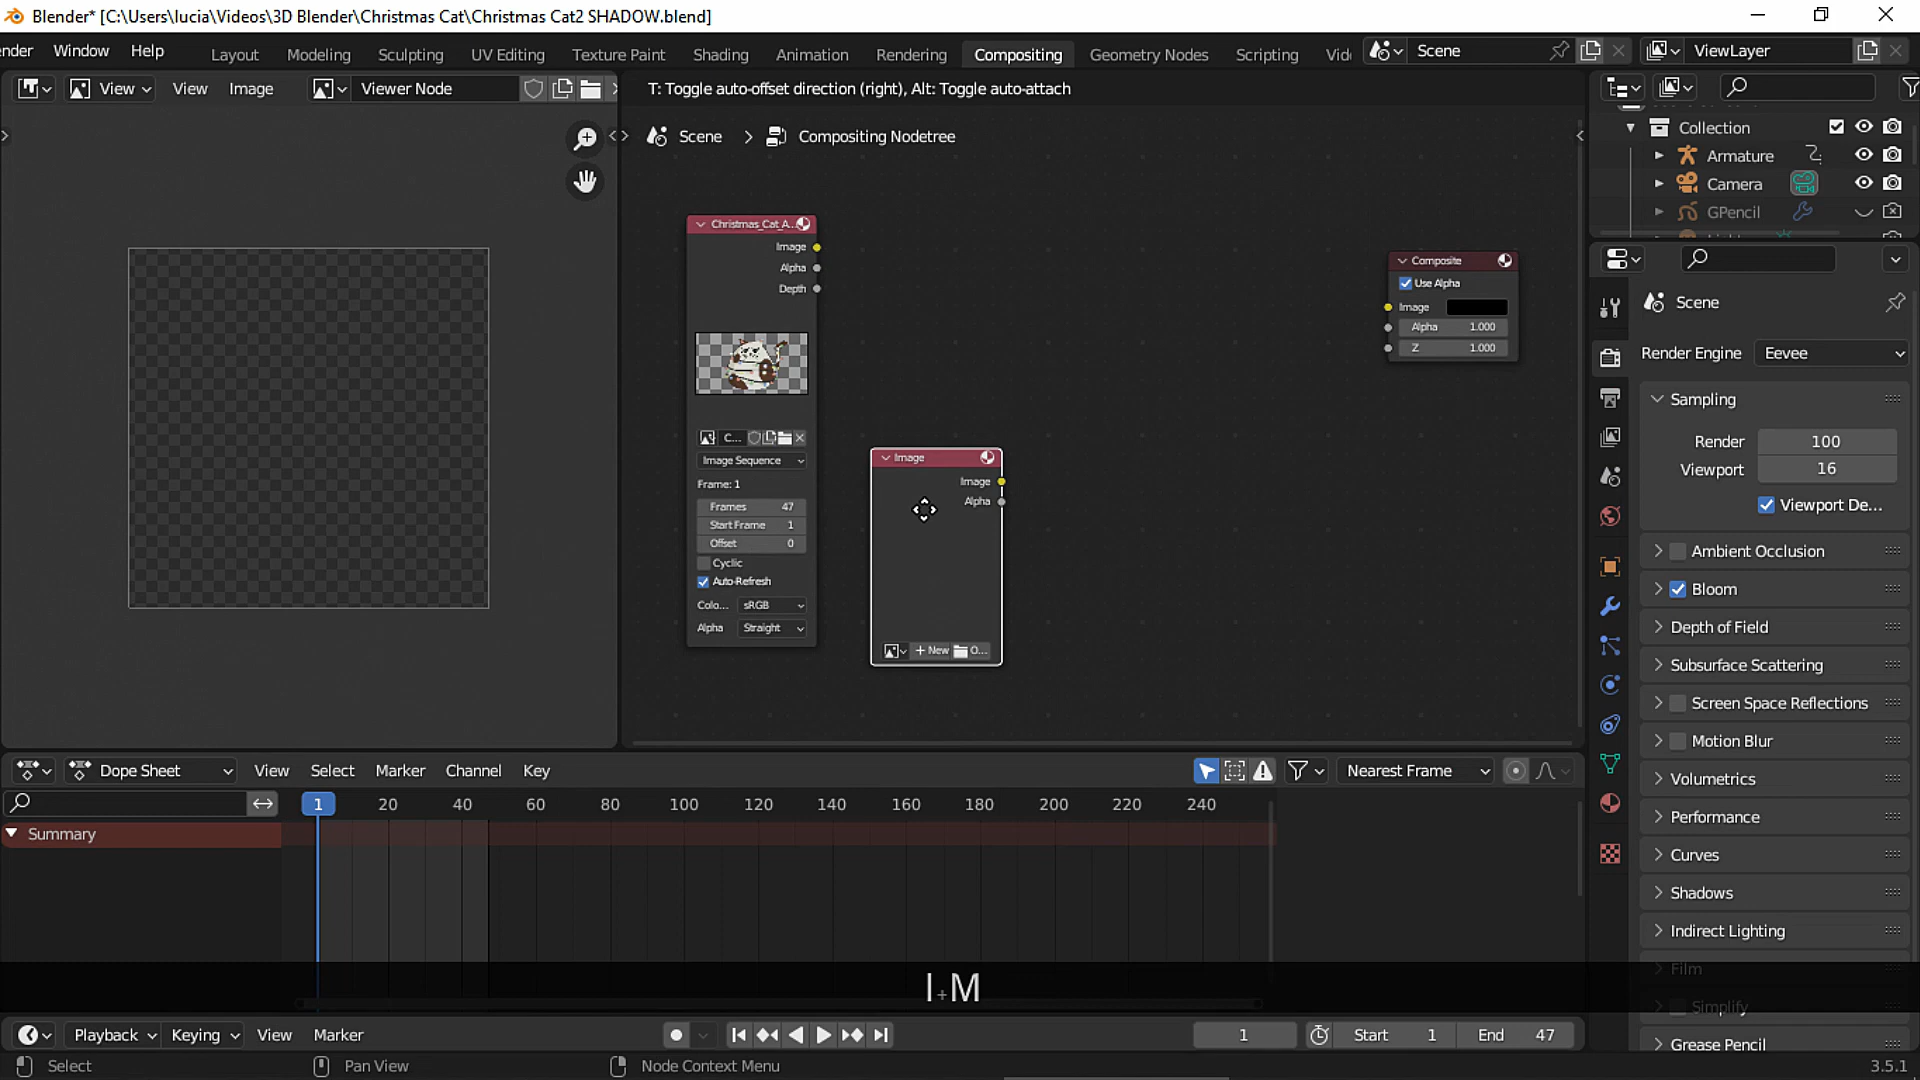 Blender* [C:\Users\lucia\Videos\3D Blender\Christmas Cat\Christmas Cat2 SHADOW.blend]
nder Window Help Layout Modeling Sculpting UV Editing Texture Paint Shading Animation Rendering Compositing Geometry Nodes Scripting Vid Scene ViewLayer
View View Image Viewer Node T: Toggle auto-offset direction (right), Alt: Toggle auto-attach
Scene > Compositing Nodetree
Collection
Armature
Camera
GPencil
Christmas_Cat_A...
Image
Alpha
Depth
C...
Image Sequence
Frame: 1
Frames 47
Start Frame 1
Offset 0
Cyclic
Auto-Refresh
Colo... sRGB
Alpha Straight
Image
Image
Alpha
New O...
Composite
Use Alpha
Image
Alpha 1.000
Z 1.000
Scene
Render Engine Eevee
Sampling
Render 100
Viewport 16
Viewport De...
Ambient Occlusion
Bloom
Depth of Field
Subsurface Scattering
Screen Space Reflections
Motion Blur
Volumetrics
Performance
Curves
Shadows
Indirect Lighting
Film
Simplify
Grease Pencil
Dope Sheet View Select Marker Channel Key Nearest Frame
1 20 40 60 80 100 120 140 160 180 200 220 240
Summary
I+M
Playback Keying View Marker 1 Start 1 End 47
Select Pan View Node Context Menu 3.5.1